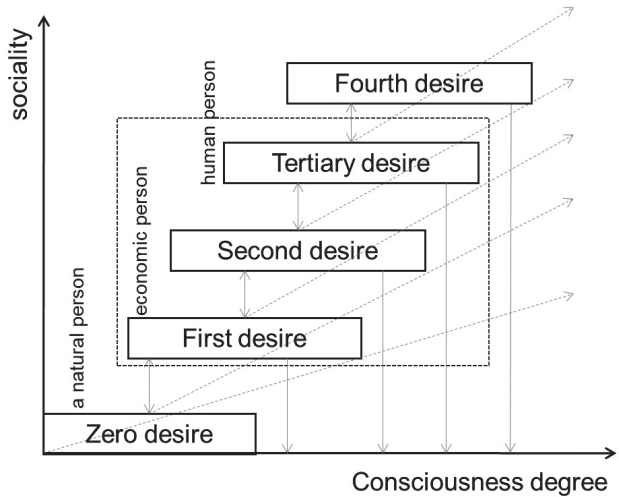 sociality
human person
Fourth desire
Tertiary desire
economic person
Second desire
a natural person
First desire
Zero desire
Consciousness degree